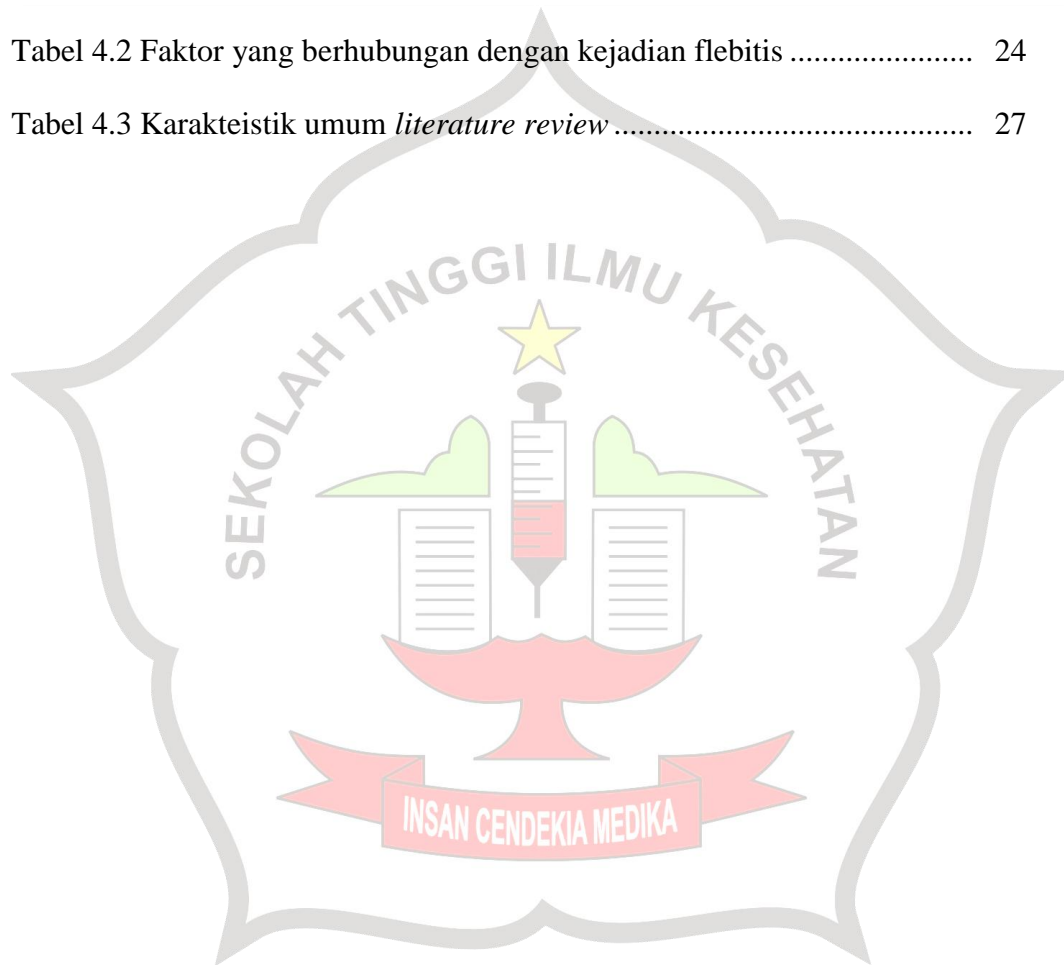 Tabel 4.2 Faktor yang berhubungan dengan kejadian flebitis ....................... 24
Tabel 4.3 Karakteistik umum literature review ............................................. 27
SEKOLAH TINGGI ILMU KESEHATAN
INSAN CENDEKIA MEDIKA